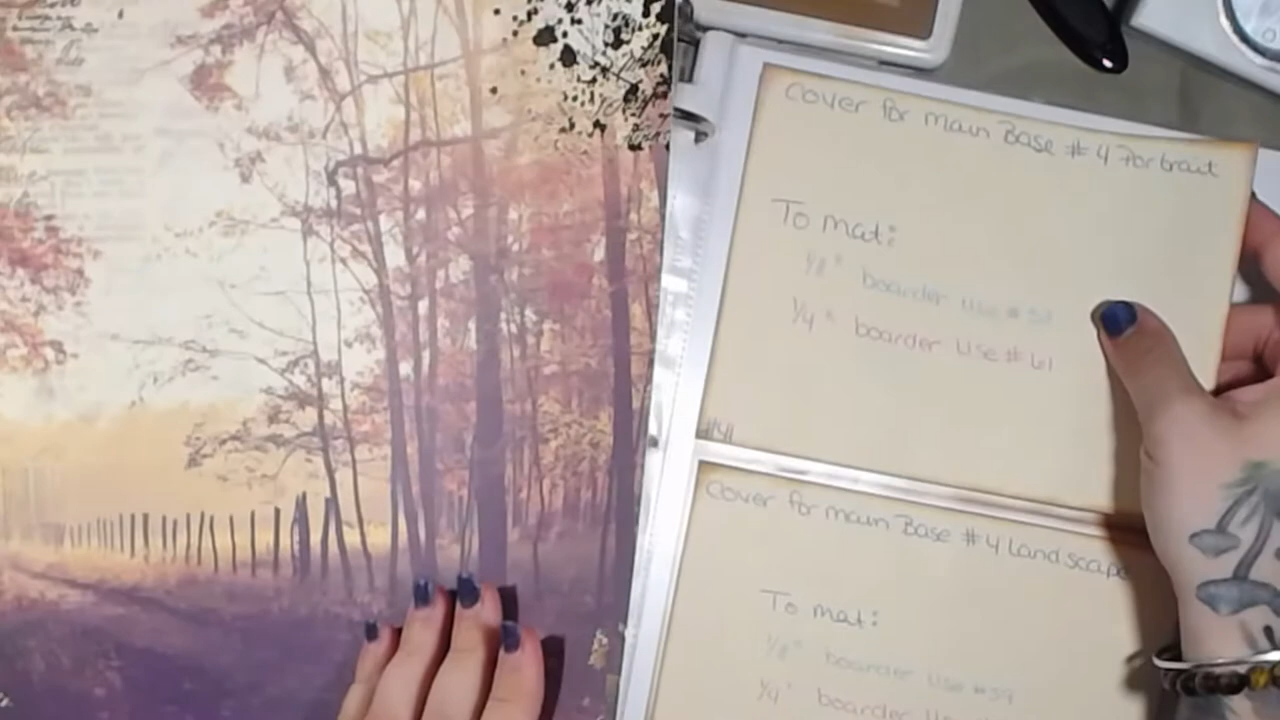 Cover for main Base #4 Portrait
To mat:
1/8" boarder use #
1/4" boarder use #61
#41
Cover for main Base #4 Landscape
To mat:
1/8" boarder use #59
1/4" boarder